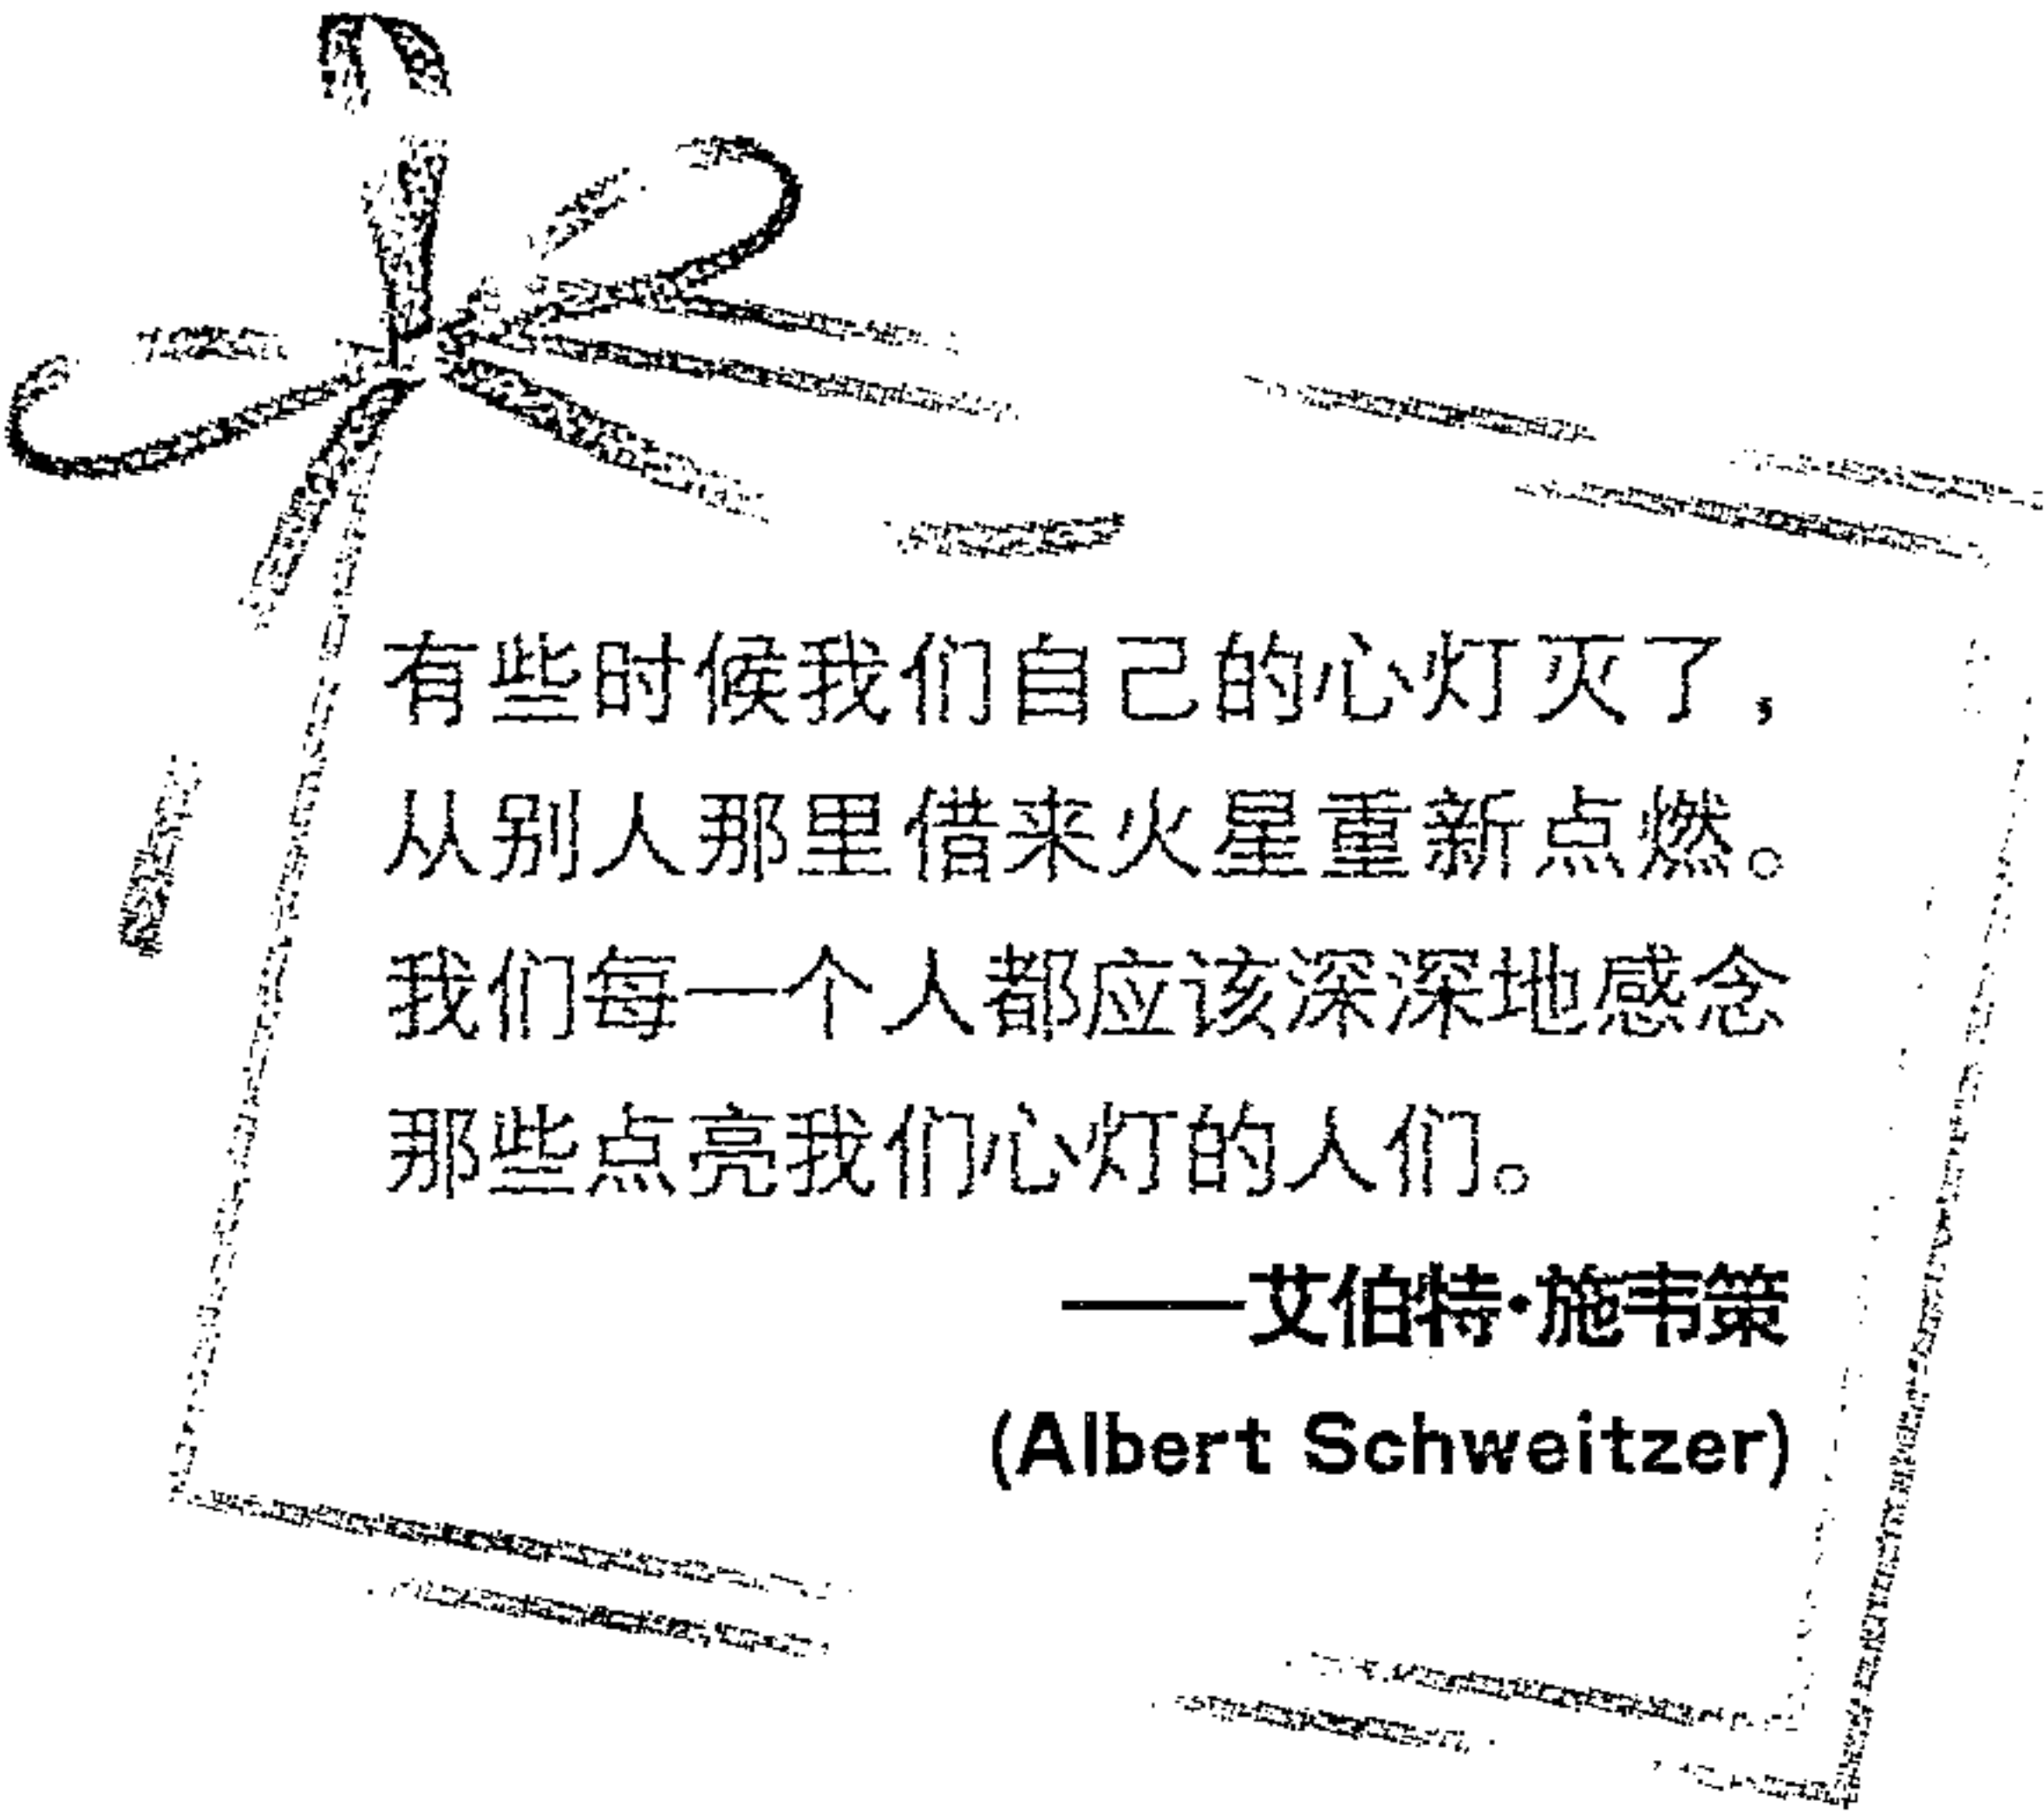 有些时候我们自己的心灯灭了，
从别人那里借来火星重新点燃。
我们每一个人都应该深深地感念
那些点亮我们心灯的人们。
——艾伯特·施韦策
(Albert Schweitzer)